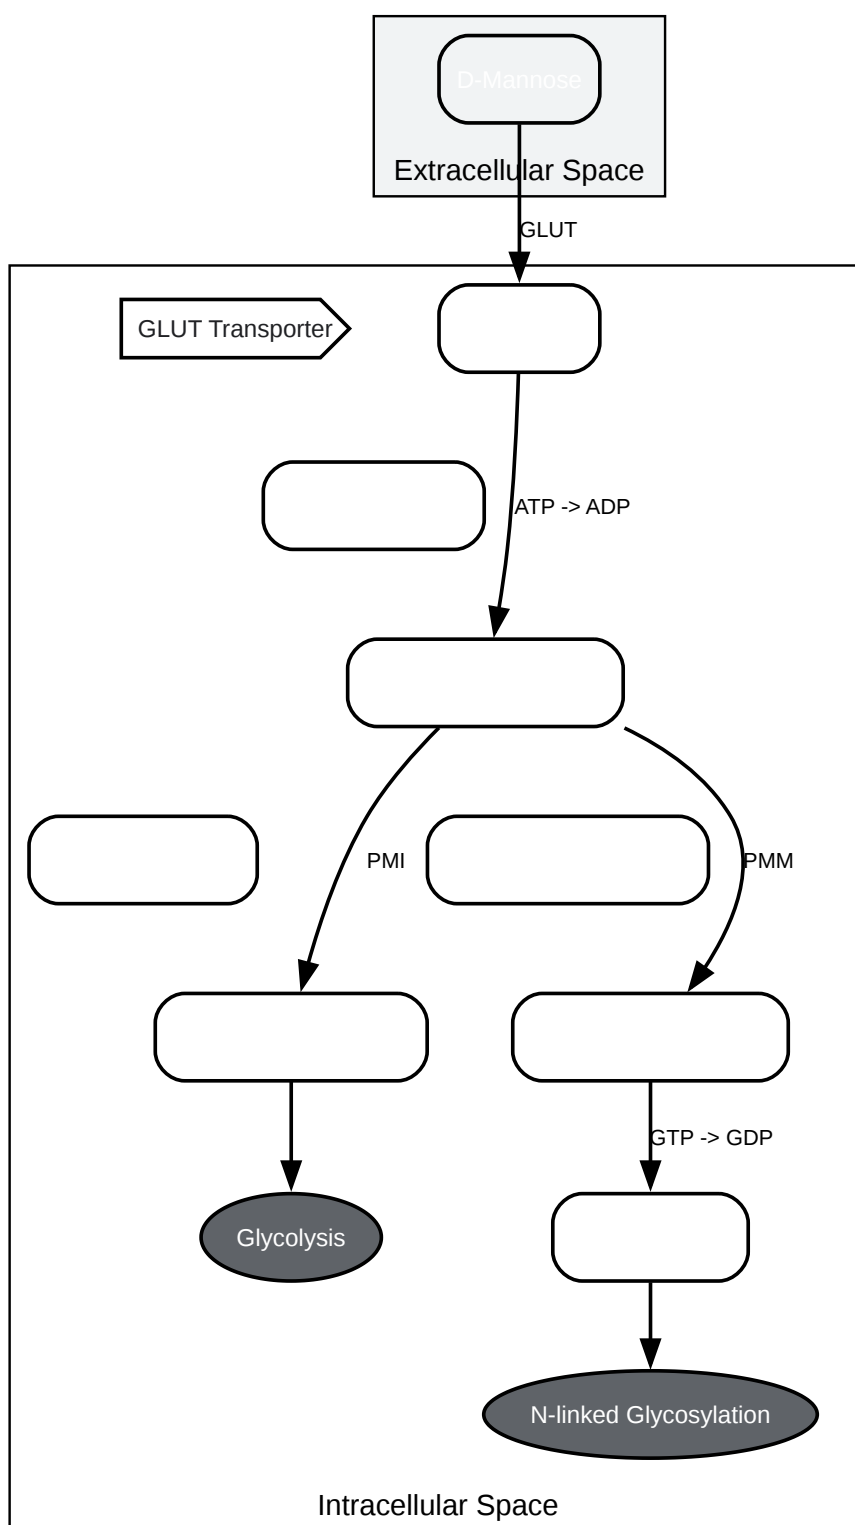 D-Mannose
Extracellular Space
GLUT
GLUT Transporter
ATP -> ADP
PMI
PMM
GTP -> GDP
Glycolysis
N-linked Glycosylation
Intracellular Space